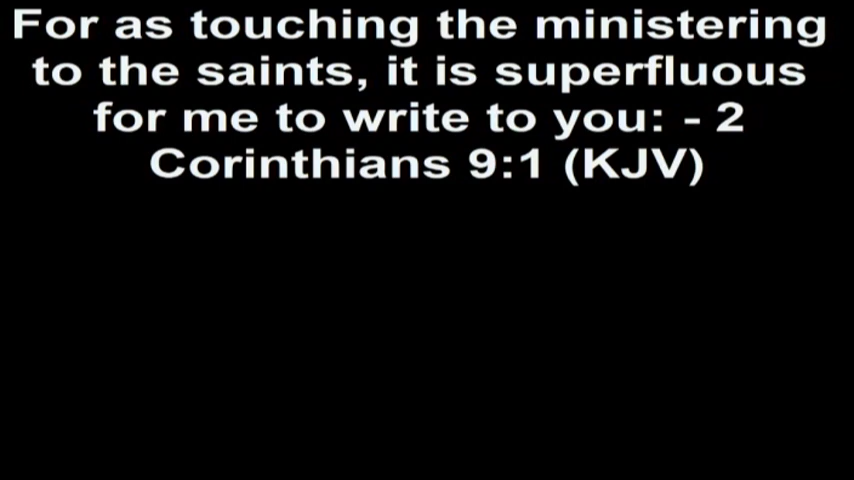 For as touching the ministering
to the saints, it is superfluous
for me to write to you: - 2
Corinthians 9:1 (KJV)